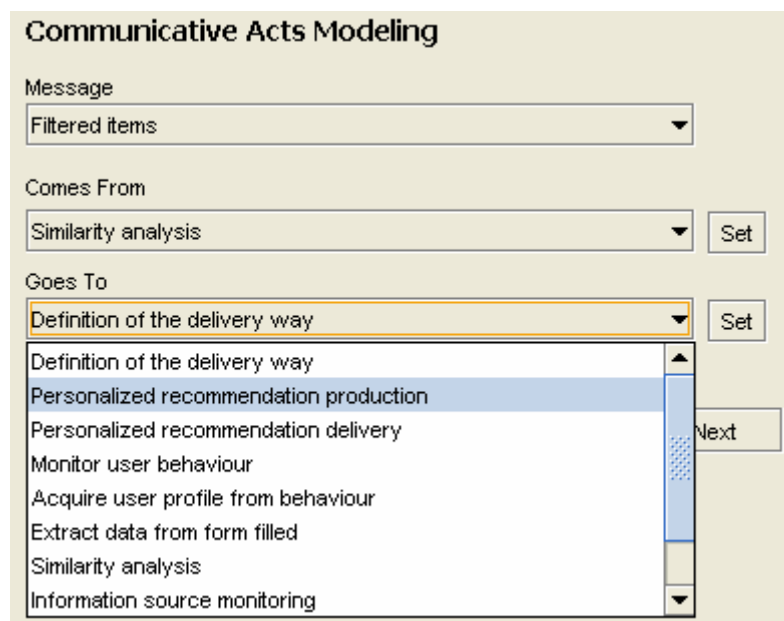 Communicative Acts Modeling
Message
Filtered items
Comes From
Similarity analysis
Set
Goes To
Definition of the delivery way
Set
Definition of the delivery way
Personalized recommendation production
Personalized recommendation delivery
Next
Monitor user behaviour
Acquire user profile from behaviour
Extract data from form filled
Similarity analysis
Information source monitoring